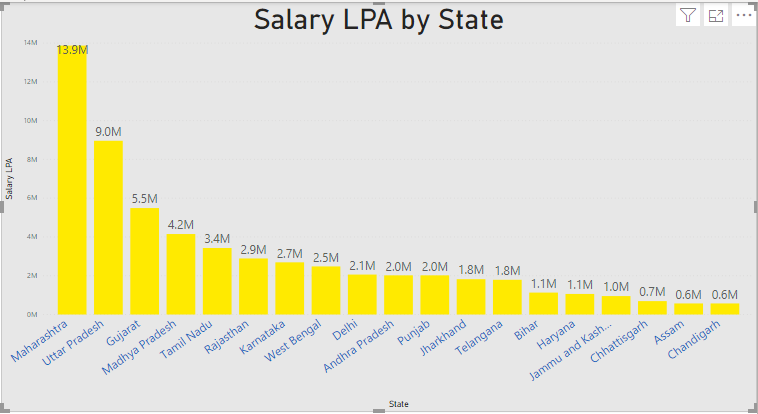 Salary LPA by State
14M
12M
10M
8M
6M
4M
2M
0M
Salary LPA
13.9M
9.0M
5.5M
4.2M
3.4M
2.9M
2.7M
2.5M
2.1M
2.0M
2.0M
1.8M
1.8M
1.1M
1.1M
1.0M
0.7M
0.6M
0.6M
Maharashtra
Uttar Pradesh
Gujarat
Madhya Pradesh
Tamil Nadu
Rajasthan
Karnataka
West Bengal
Delhi
Andhra Pradesh
Punjab
Jharkhand
Telangana
Bihar
Haryana
Jammu and Kash...
Chhattisgarh
Assam
Chandigarh
State